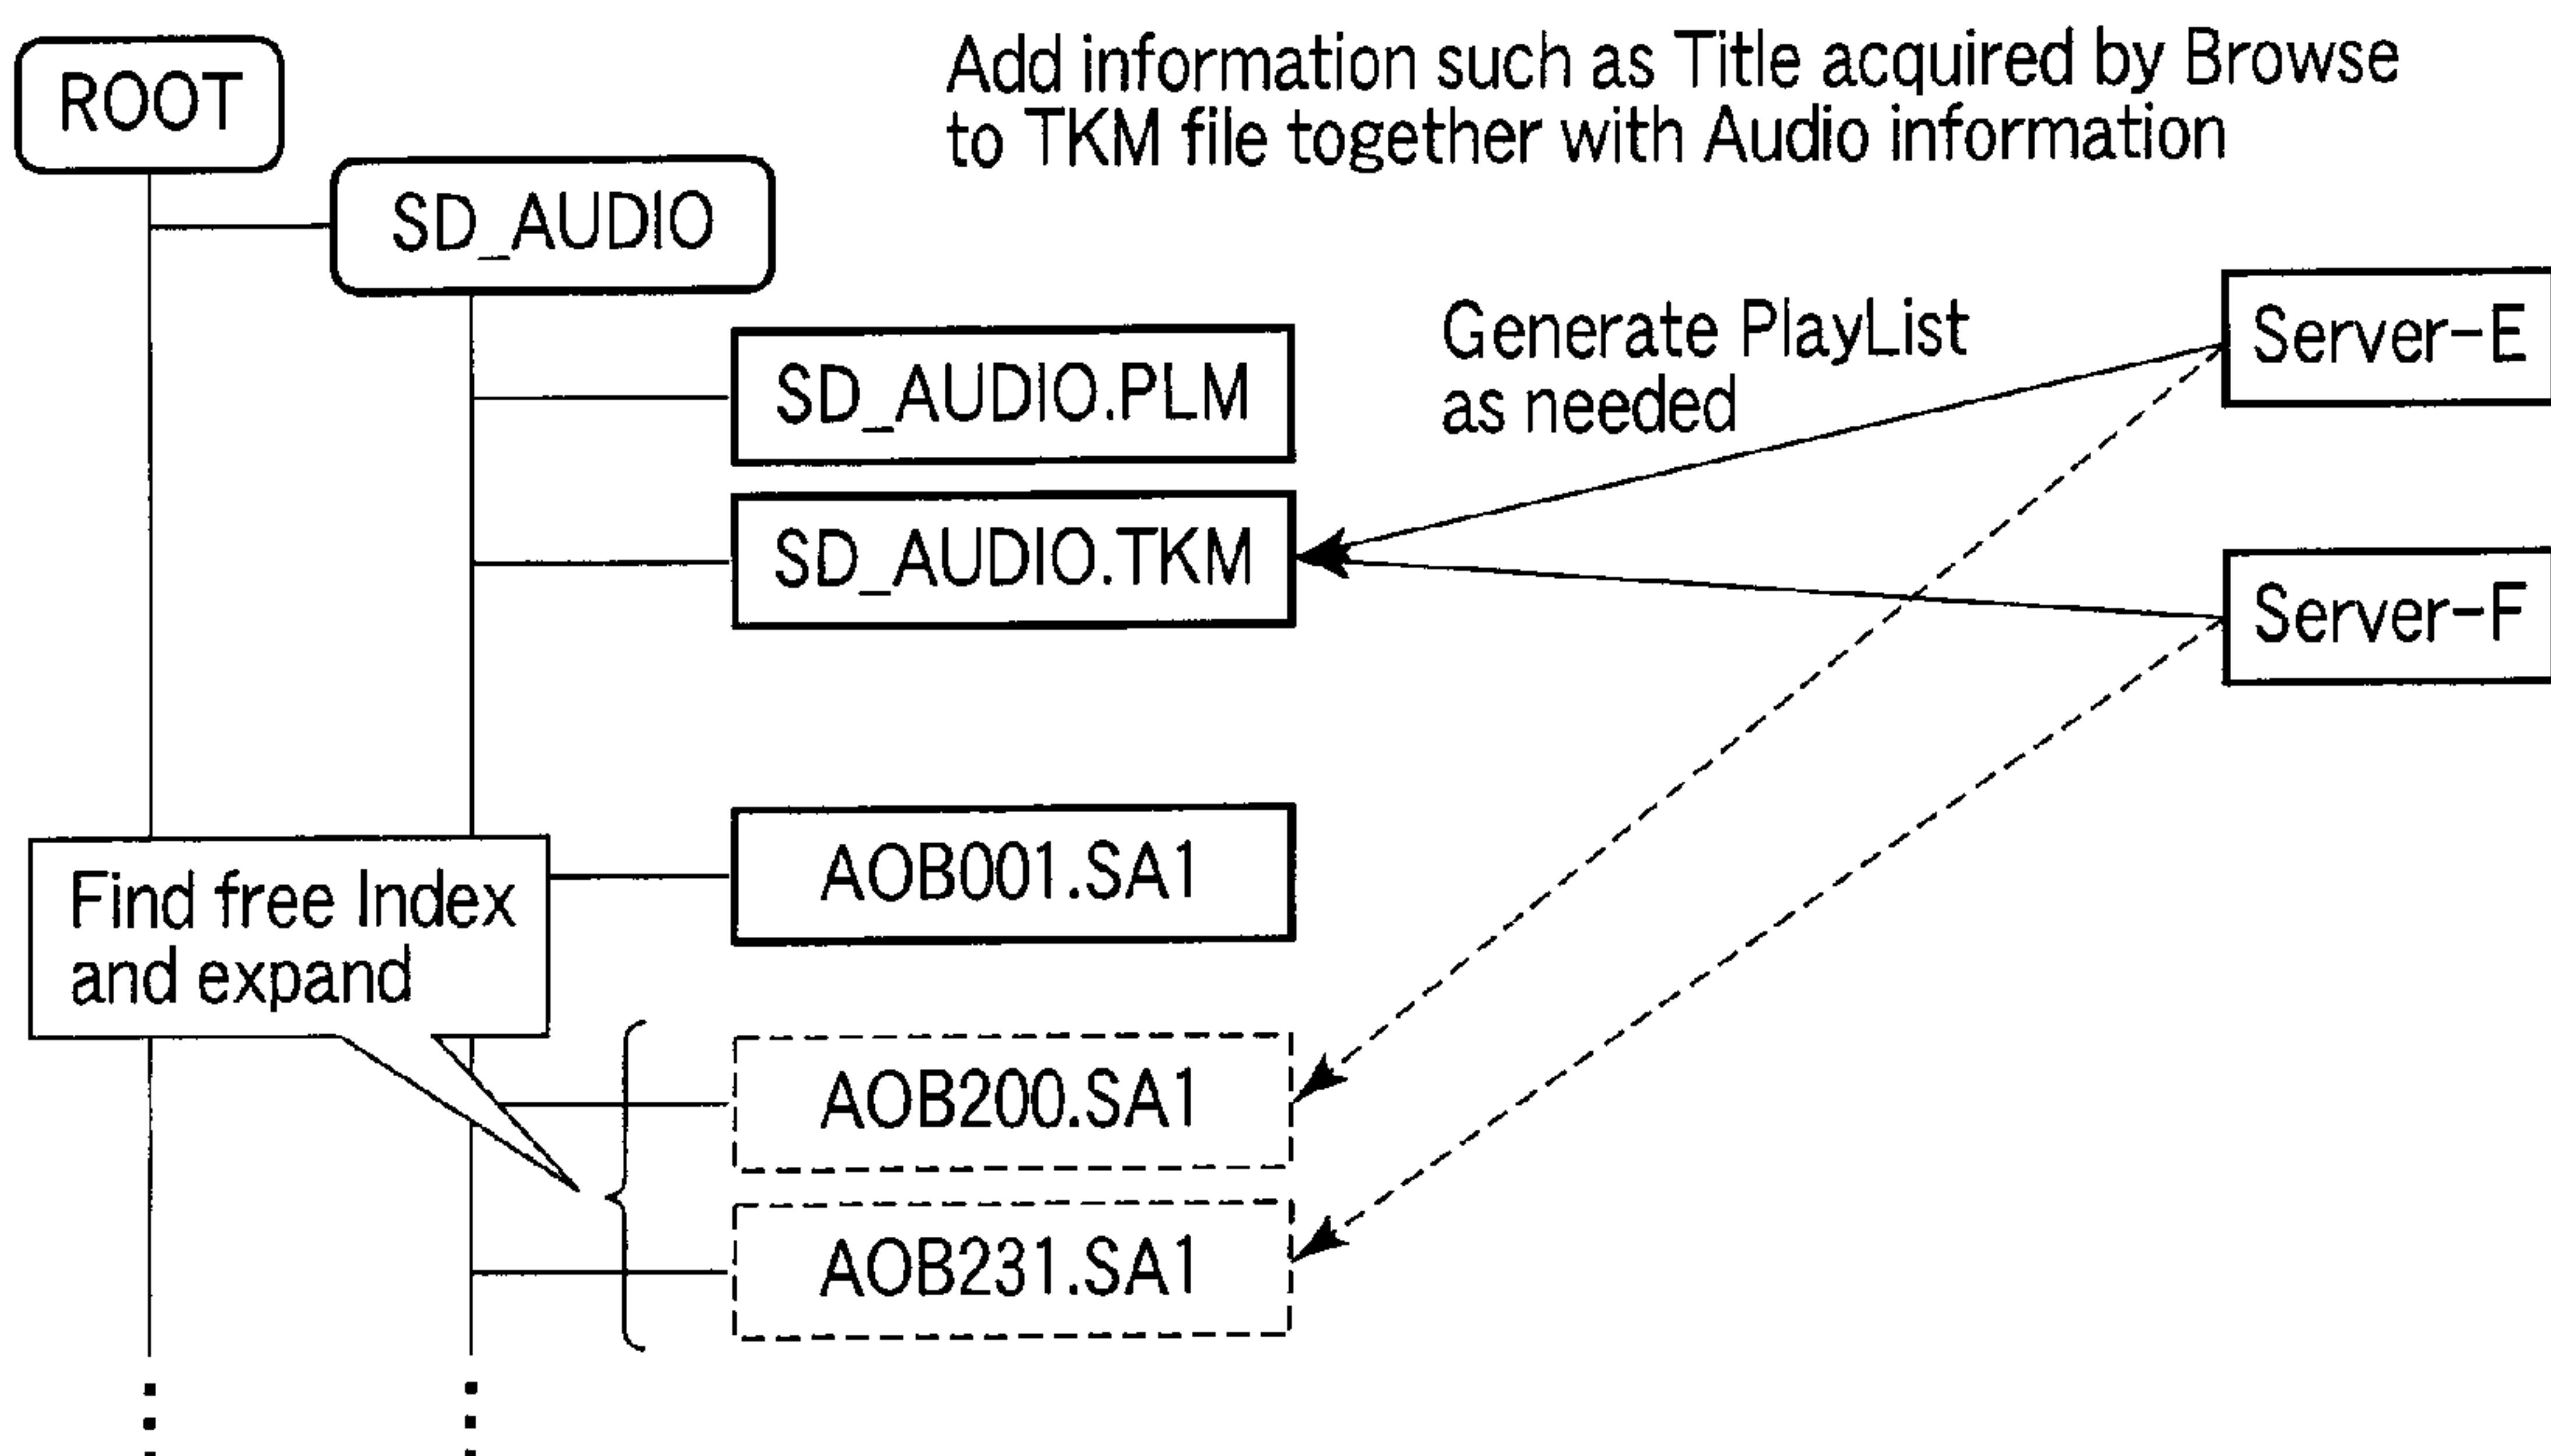 ROOT
Add information such as Title acquired by Browse
to TKM file together with Audio information
SD_AUDIO
Generate PlayList
as needed
Server-E
SD_AUDIO.PLM
SD_AUDIO.TKM
Server-F
AOB001.SA1
Find free Index
and expand
AOB200.SA1
AOB231.SA1